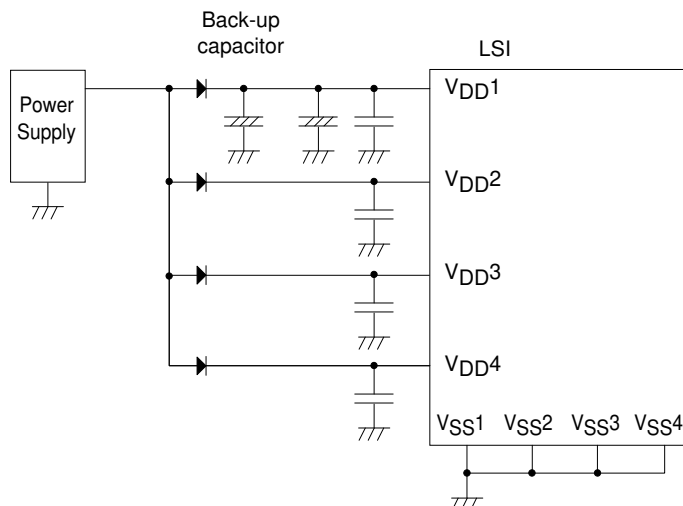 Back-up
capacitor
LSI
Power
Supply
VDD1
VDD2
VDD3
VDD4
VSS1 VSS2 VSS3 VSS4